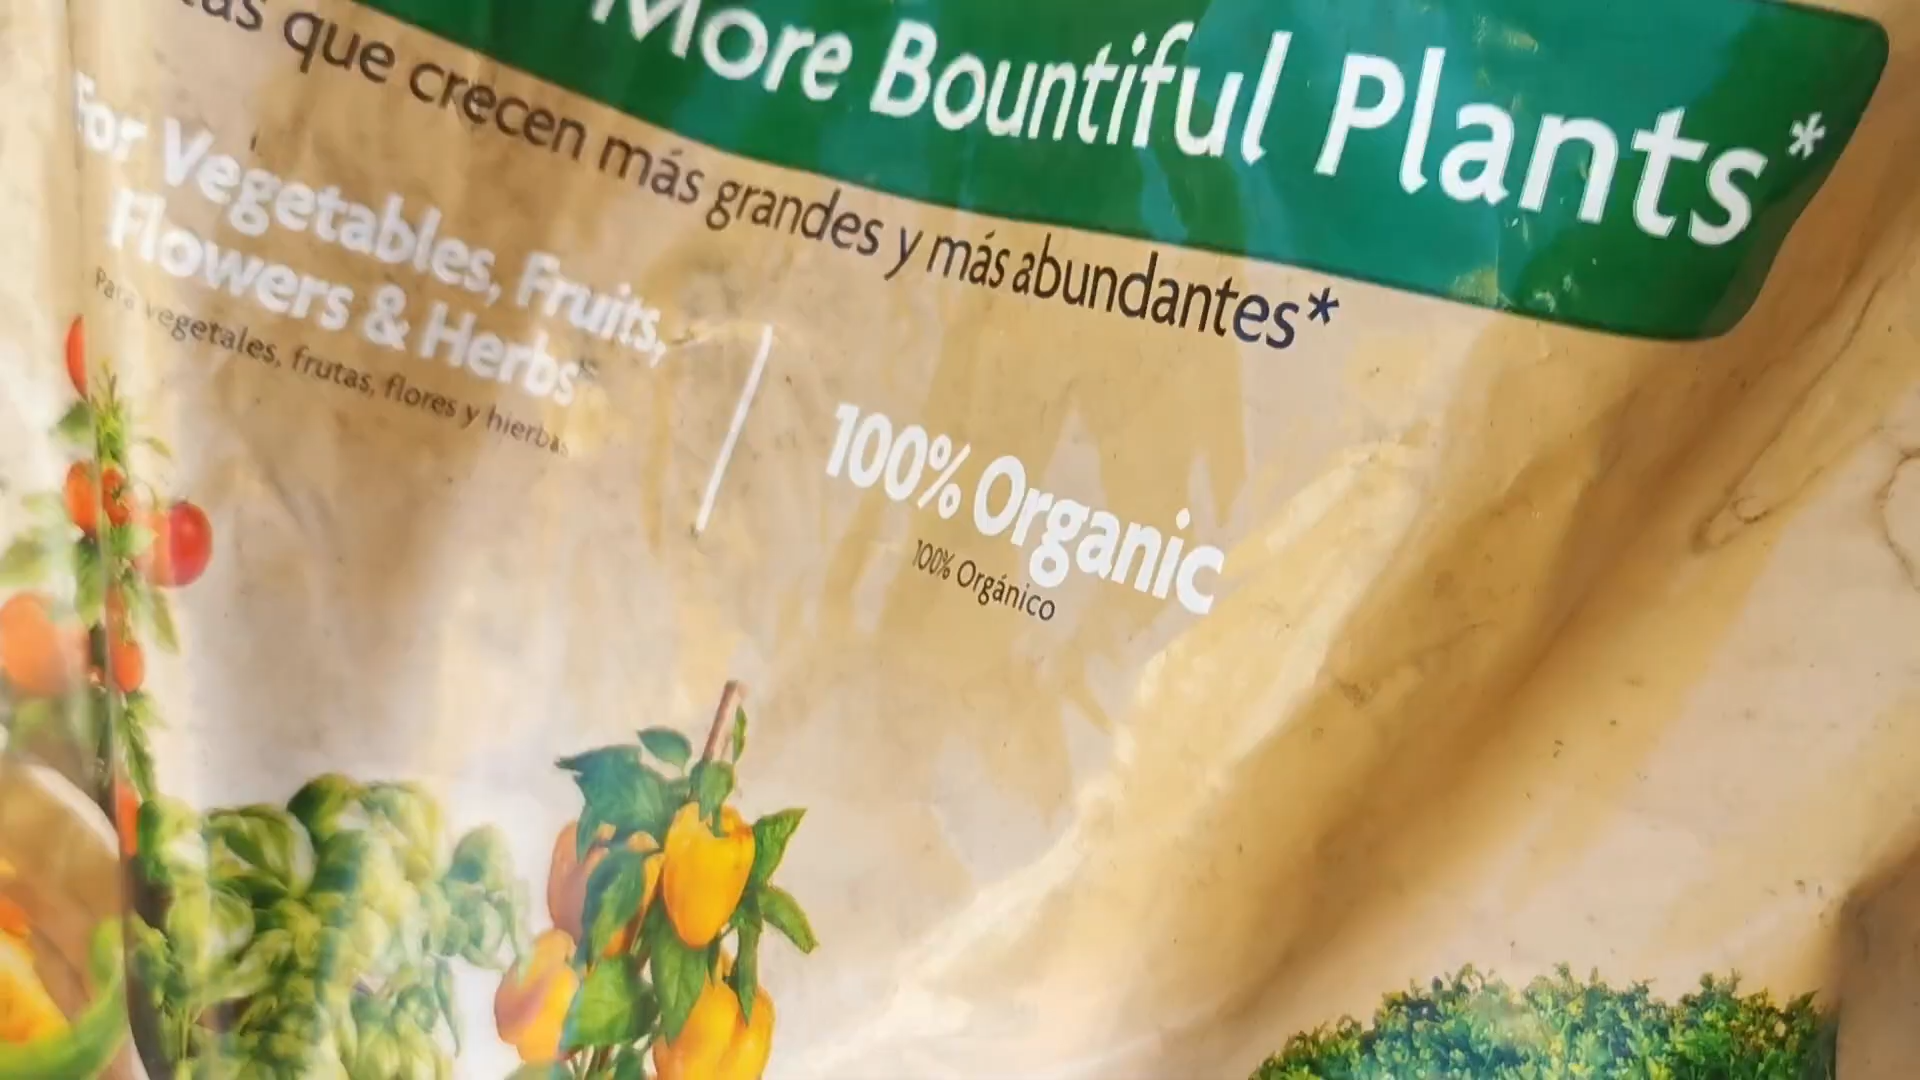 More Bountiful Plants*
que crecen más grandes y más abundantes*
For Vegetables, Fruits,
Flowers & Herbs
Para vegetales, frutas, flores y hierbas
100% Organic
100% Orgánico